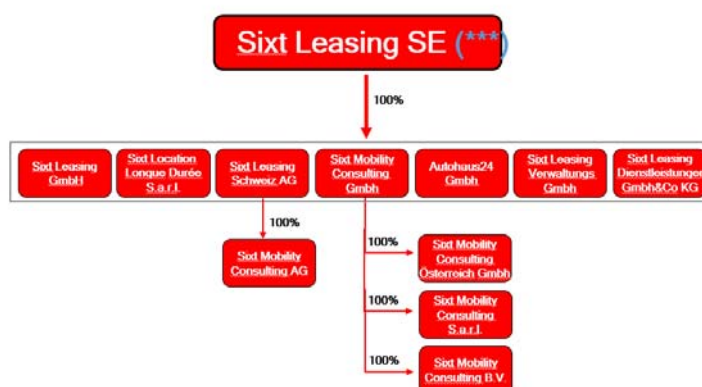 Sixt Leasing SE (***)
100%
Sixt Leasing
GmbH
Sixt Location
Longue Durée
S.a.r.l.
Sixt Leasing
Schweiz AG
Sixt Mobility
Consulting
Gmbh
Autohaus24
Gmbh
Sixt Leasing
Verwaltungs
Gmbh
Sixt Leasing
Dienstleistungen
Gmbh&Co KG
100%
Sixt Mobility
Consulting AG
100%
Sixt Mobility
Consulting
Österreich Gmbh
100%
Sixt Mobility
Consulting
S.a.r.l.
100%
Sixt Mobility
Consulting B.V.